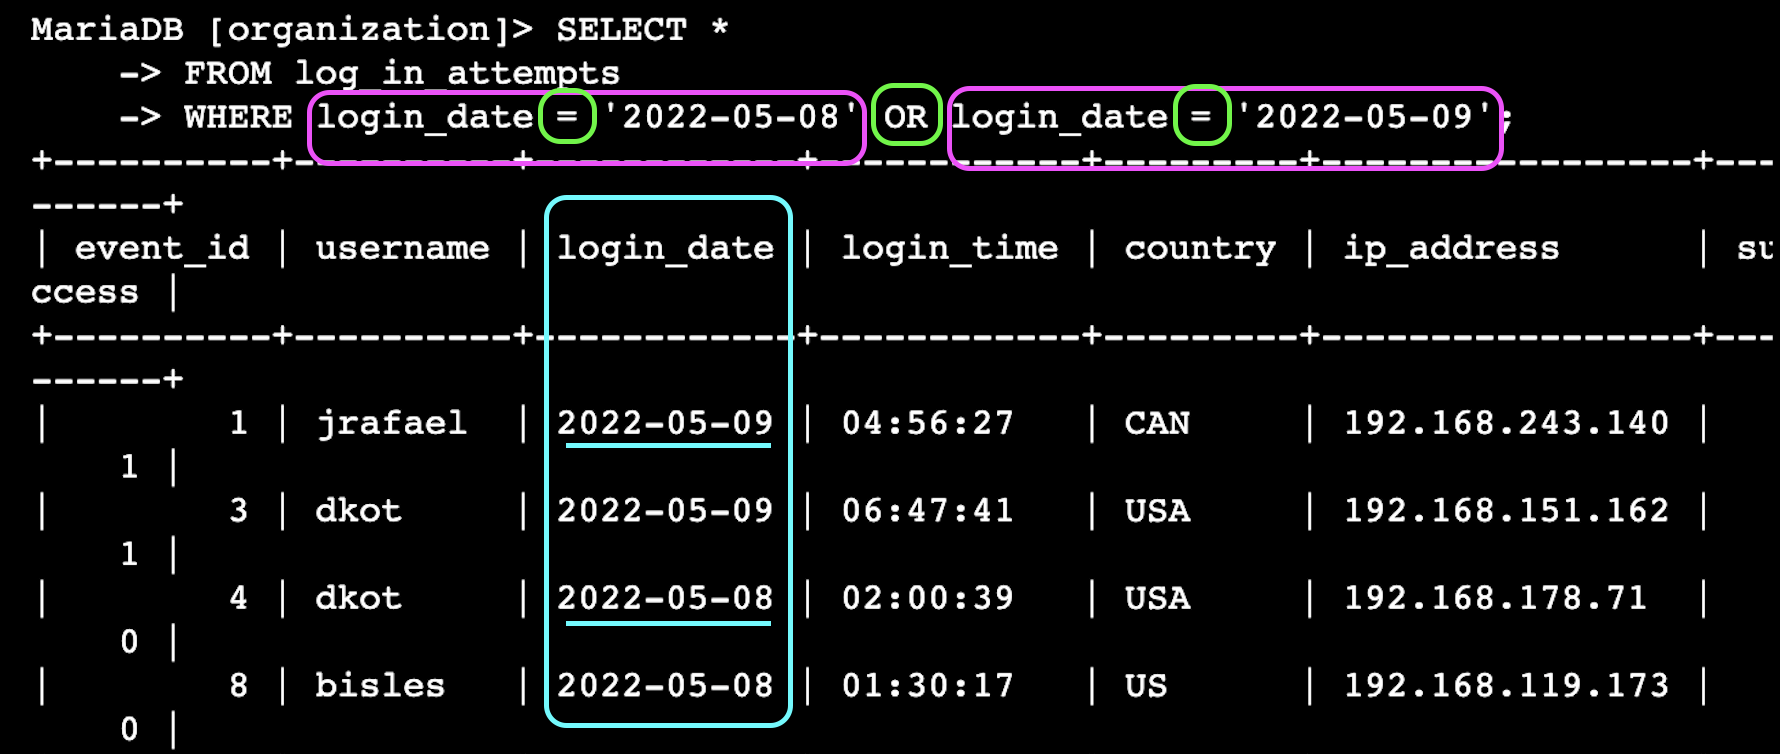 MariaDB [organization]> SELECT *
    -> FROM log_in_attempts
    -> WHERE login_date = '2022-05-08' OR login_date = '2022-05-09';
+----------+----------+------------+------------+---------+-----------------+---
------+
| event_id | username | login_date | login_time | country | ip_address      | su
ccess |
+----------+----------+------------+------------+---------+-----------------+---
------+
|        1 | jrafael  | 2022-05-09 | 04:56:27   | CAN     | 192.168.243.140 |
    1 |
|        3 | dkot     | 2022-05-09 | 06:47:41   | USA     | 192.168.151.162 |
    1 |
|        4 | dkot     | 2022-05-08 | 02:00:39   | USA     | 192.168.178.71  |
    0 |
|        8 | bisles   | 2022-05-08 | 01:30:17   | US      | 192.168.119.173 |
    0 |